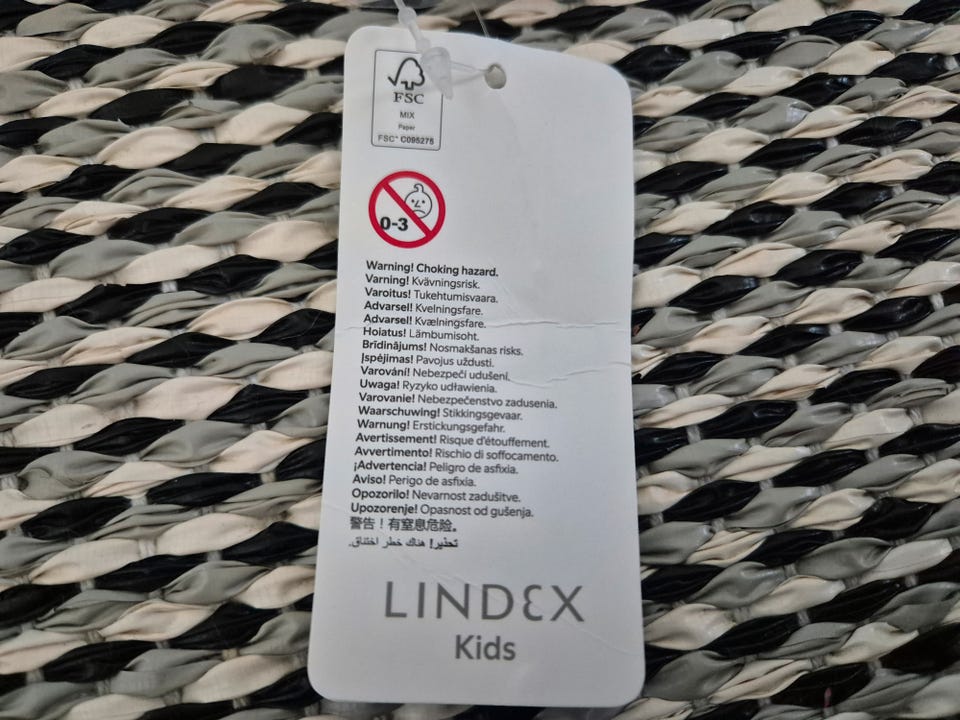 FSC
MIX
Paper
FSC® C095275
0-3
Warning! Choking hazard.
Varning! Kvävningsrisk.
Varoitus! Tukehtumisvaara.
Advarsel! Kvelningsfare.
Advarsel! Kvælningsfare.
Hoiatus! Lämbumisoht.
Brīdinājums! Nosmakšanas risks.
Įspėjimas! Pavojus uždusti.
Varování! Nebezpečí udušení.
Uwaga! Ryzyko udławienia.
Varovanie! Nebezpečenstvo zadusenia.
Waarschuwing! Stikkingsgevaar.
Warnung! Erstickungsgefahr.
Avertissement! Risque d'étouffement.
Avvertimento! Rischio di soffocamento.
¡Advertencia! Peligro de asfixia.
Aviso! Perigo de asfixia.
Opozorilo! Nevarnost zadušitve.
Upozorenje! Opasnost od gušenja.
警告！有窒息危险。
تحذير! هناك خطر اختناق.
LINDEX
Kids